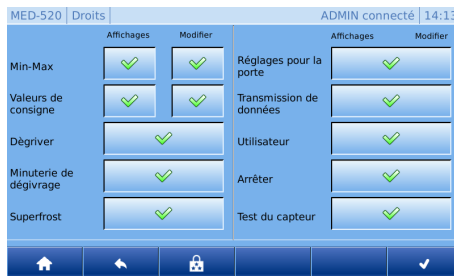 MED-520 Droits ADMIN connecté 14:13
Affichages Modifier
Min-Max
Valeurs de
consigne
Dègriver
Minuterie de
dégivrage
Superfrost
Affichages Modifier
Réglages pour la
porte
Transmission de
données
Utilisateur
Arrêter
Test du capteur